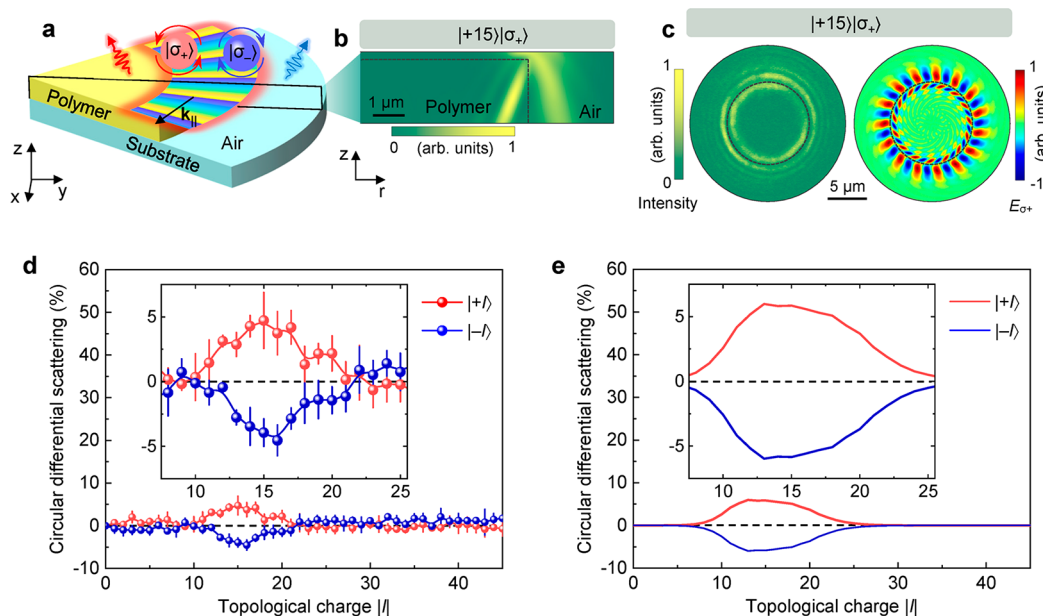 a
|σ₊⟩
|σ₋⟩
Polymer
Substrate
k||
Air
z
x
y
b
|+15⟩|σ₊⟩
1 μm
Polymer
Air
0
1
(arb. units)
z
r
c
|+15⟩|σ₊⟩
1
(arb. units)
0
Intensity
5 μm
1
(arb. units)
-1
Eσ+
d
Circular differential scattering (%)
60
50
40
30
20
10
0
-10
5
0
-5
10
15
20
25
|+l⟩
|−l⟩
0
10
20
30
40
Topological charge |l|
e
Circular differential scattering (%)
60
50
40
30
20
10
0
-10
5
0
-5
10
15
20
25
|+l⟩
|−l⟩
0
10
20
30
40
Topological charge |l|